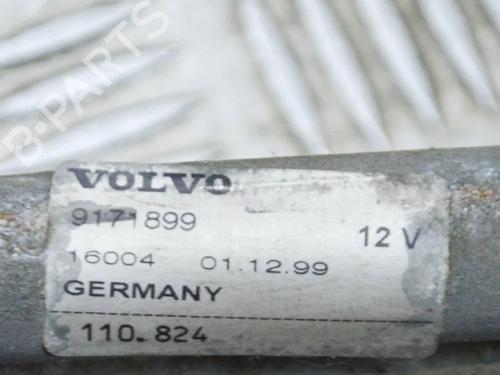 B-PARTS
VOLVO
9171899
12 V
16004 01.12.99
GERMANY
110.824